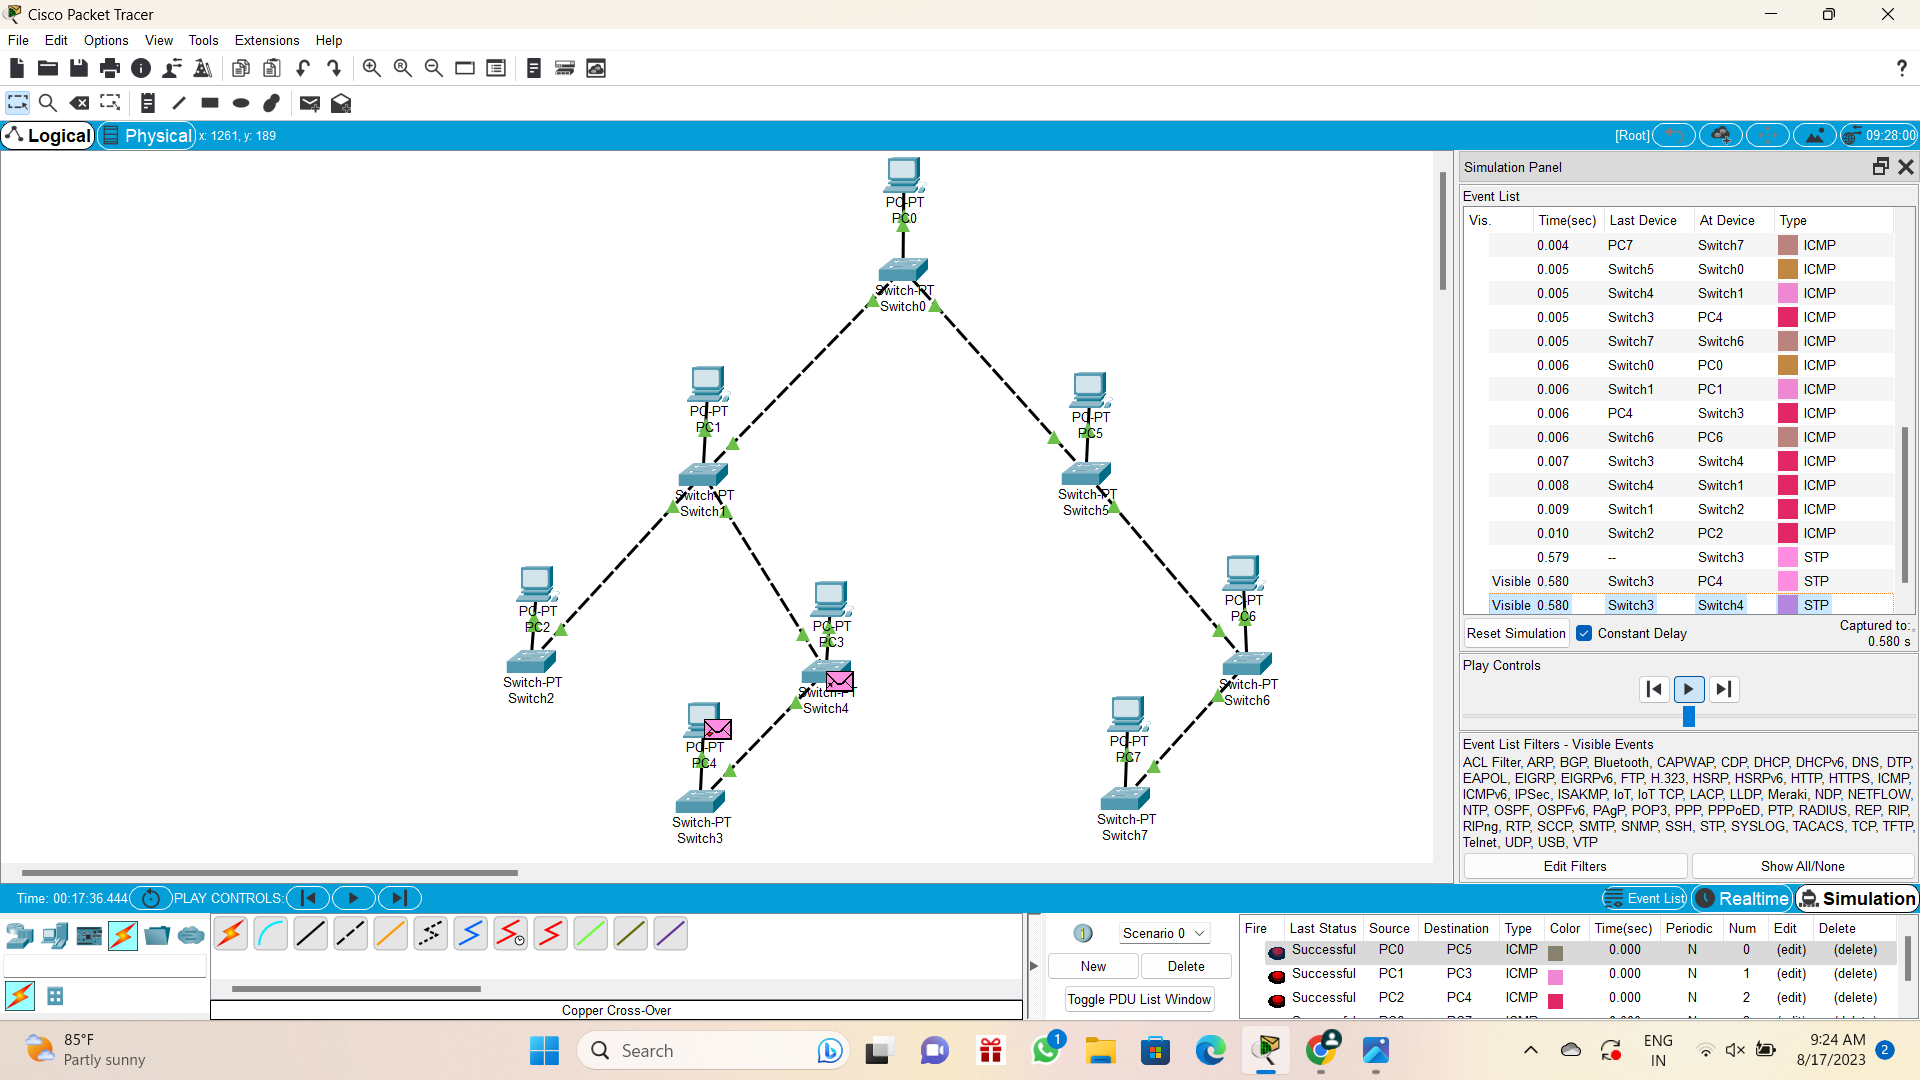 Cisco Packet Tracer
File Edit Options View Tools Extensions Help
Logical Physical x: 1261, y: 189 [Root] 09:28:00
PC-PT
PC0
Switch-PT
Switch0
PC-PT
PC1
PC-PT
PC5
Switch-PT
Switch1
Switch-PT
Switch5
PC-PT
PC2
PC-PT
PC3
PC-PT
PC6
Switch-PT
Switch2
Switch-PT
Switch4
Switch-PT
Switch6
PC-PT
PC4
PC-PT
PC7
Switch-PT
Switch3
Switch-PT
Switch7
Simulation Panel
Event List
Vis. Time(sec) Last Device At Device Type
0.004 PC7 Switch7 ICMP
0.005 Switch5 Switch0 ICMP
0.005 Switch4 Switch1 ICMP
0.005 Switch3 PC4 ICMP
0.005 Switch7 Switch6 ICMP
0.006 Switch0 PC0 ICMP
0.006 Switch1 PC1 ICMP
0.006 PC4 Switch3 ICMP
0.006 Switch6 PC6 ICMP
0.007 Switch3 Switch4 ICMP
0.008 Switch4 Switch1 ICMP
0.009 Switch1 Switch2 ICMP
0.010 Switch2 PC2 ICMP
0.579 -- Switch3 STP
Visible 0.580 Switch3 PC4 STP
Visible 0.580 Switch3 Switch4 STP
Reset Simulation Constant Delay Captured to:
0.580 s
Play Controls
Event List Filters - Visible Events
ACL Filter, ARP, BGP, Bluetooth, CAPWAP, CDP, DHCP, DHCPv6, DNS, DTP,
EAPOL, EIGRP, EIGRPv6, FTP, H.323, HSRP, HSRPv6, HTTP, HTTPS, ICMP,
ICMPv6, IPSec, ISAKMP, IoT, IoT TCP, LACP, LLDP, Meraki, NDP, NETFLOW,
NTP, OSPF, OSPFv6, PAgP, POP3, PPP, PPPoED, PTP, RADIUS, REP, RIP,
RIPng, RTP, SCCP, SMTP, SNMP, SSH, STP, SYSLOG, TACACS, TCP, TFTP,
Telnet, UDP, USB, VTP
Edit Filters Show All/None
Time: 00:17:36.444 PLAY CONTROLS: Event List Realtime Simulation
Copper Cross-Over
Scenario 0
New Delete
Toggle PDU List Window
Fire Last Status Source Destination Type Color Time(sec) Periodic Num Edit Delete
Successful PC0 PC5 ICMP 0.000 N 0 (edit) (delete)
Successful PC1 PC3 ICMP 0.000 N 1 (edit) (delete)
Successful PC2 PC4 ICMP 0.000 N 2 (edit) (delete)
85°F
Partly sunny
Search
1
ENG
IN
9:24 AM
8/17/2023
2